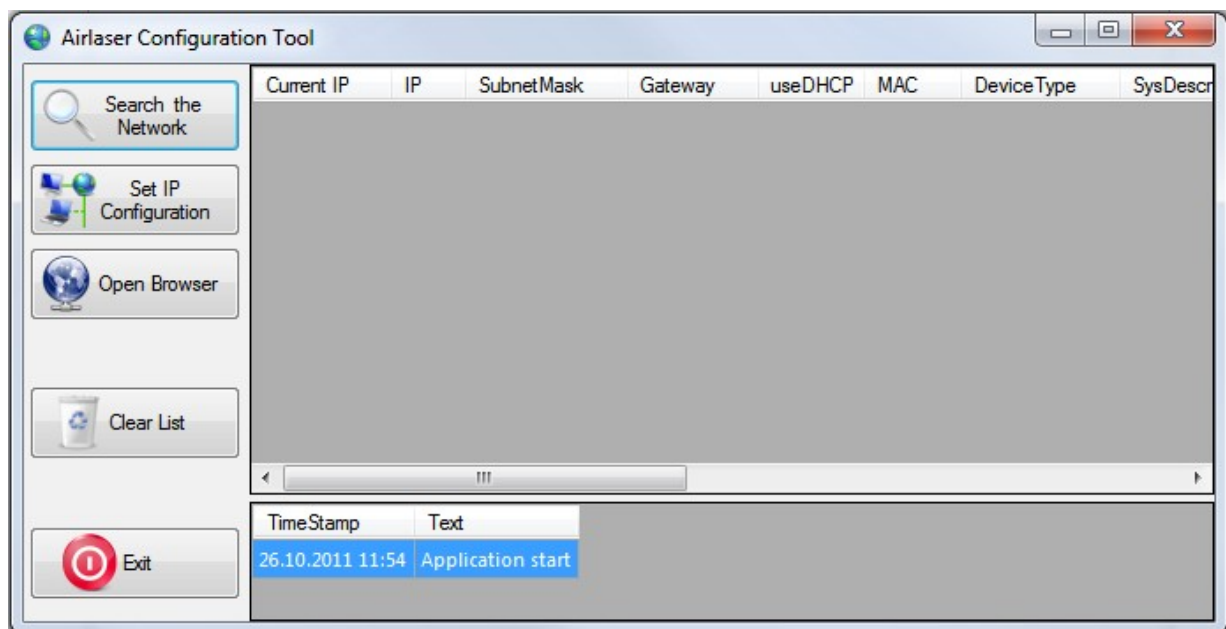 Airlaser Configuration Tool
Search the
Network
Set IP
Configuration
Open Browser
Clear List
Exit
Current IP IP SubnetMask Gateway useDHCP MAC DeviceType SysDescr
TimeStamp Text
26.10.2011 11:54 Application start